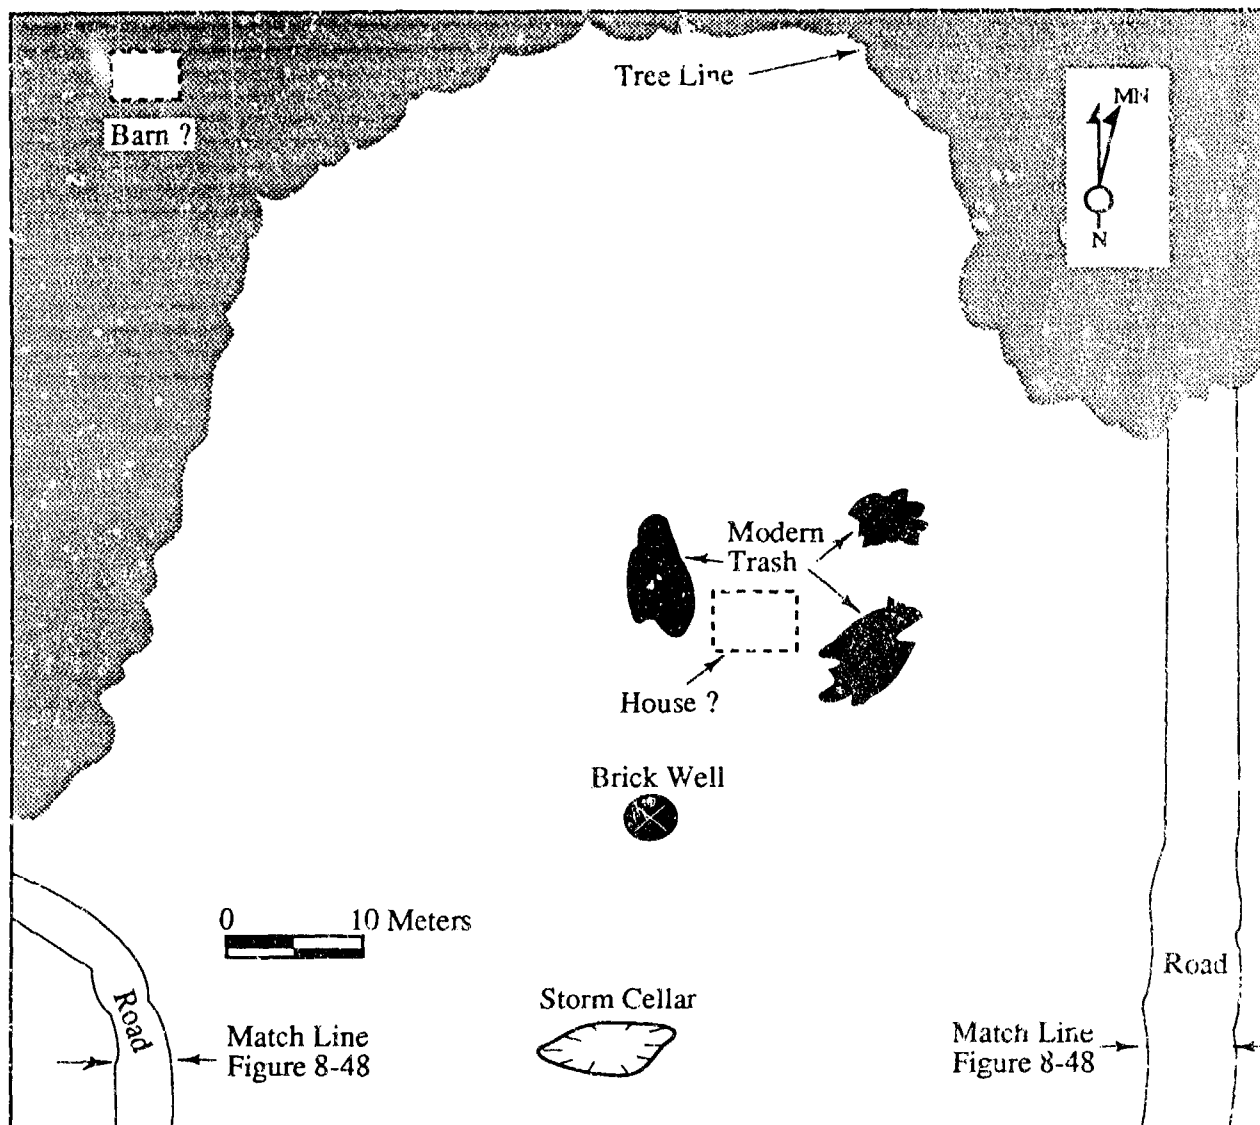 Tree Line
MN
N
Barn ?
Modern
Trash
House ?
Brick Well
0 10 Meters
Storm Cellar
Road
Match Line
Figure 8-48
Road
Match Line
Figure 8-48